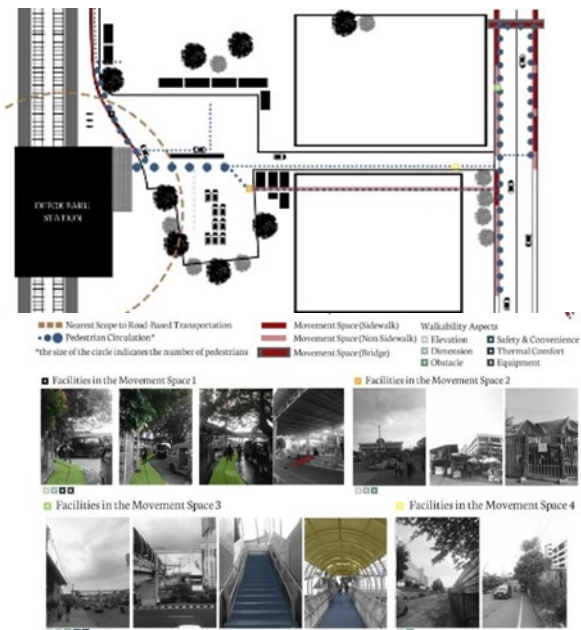 DEPOK BARU
STATION
Nearest Scope to Road-Based Transportation
Pedestrian Circulation*
*the size of the circle indicates the number of pedestrians
Movement Space (Sidewalk)
Movement Space (Non Sidewalk)
Movement Space (Bridge)
Walkability Aspects
Elevation
Safety & Convenience
Dimension
Thermal Comfort
Obstacle
Equipment
Facilities in the Movement Space 1
Facilities in the Movement Space 2
Facilities in the Movement Space 3
Facilities in the Movement Space 4